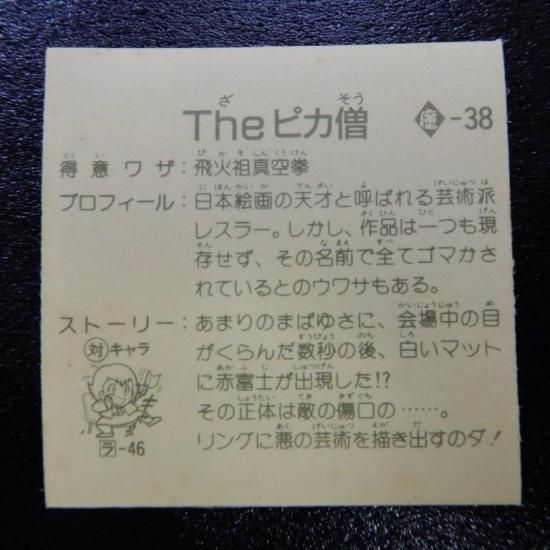 Theピカ僧 -38
得意ワザ:飛火祖真空拳
プロフィール:日本絵画の天才と呼ばれる芸術派
レスラー。しかし、作品は一つも現
存せず、その名前で全てゴマかさ
れているとのウワサもある。
ストーリー:あまりのまばゆさに、会場中の目
がくらんだ数秒の後、白いマット
に赤富士が出現した!?
その正体は敵の傷口の……。
リングに悪の芸術を描き出すのダ!
対キャラ
ラ-46